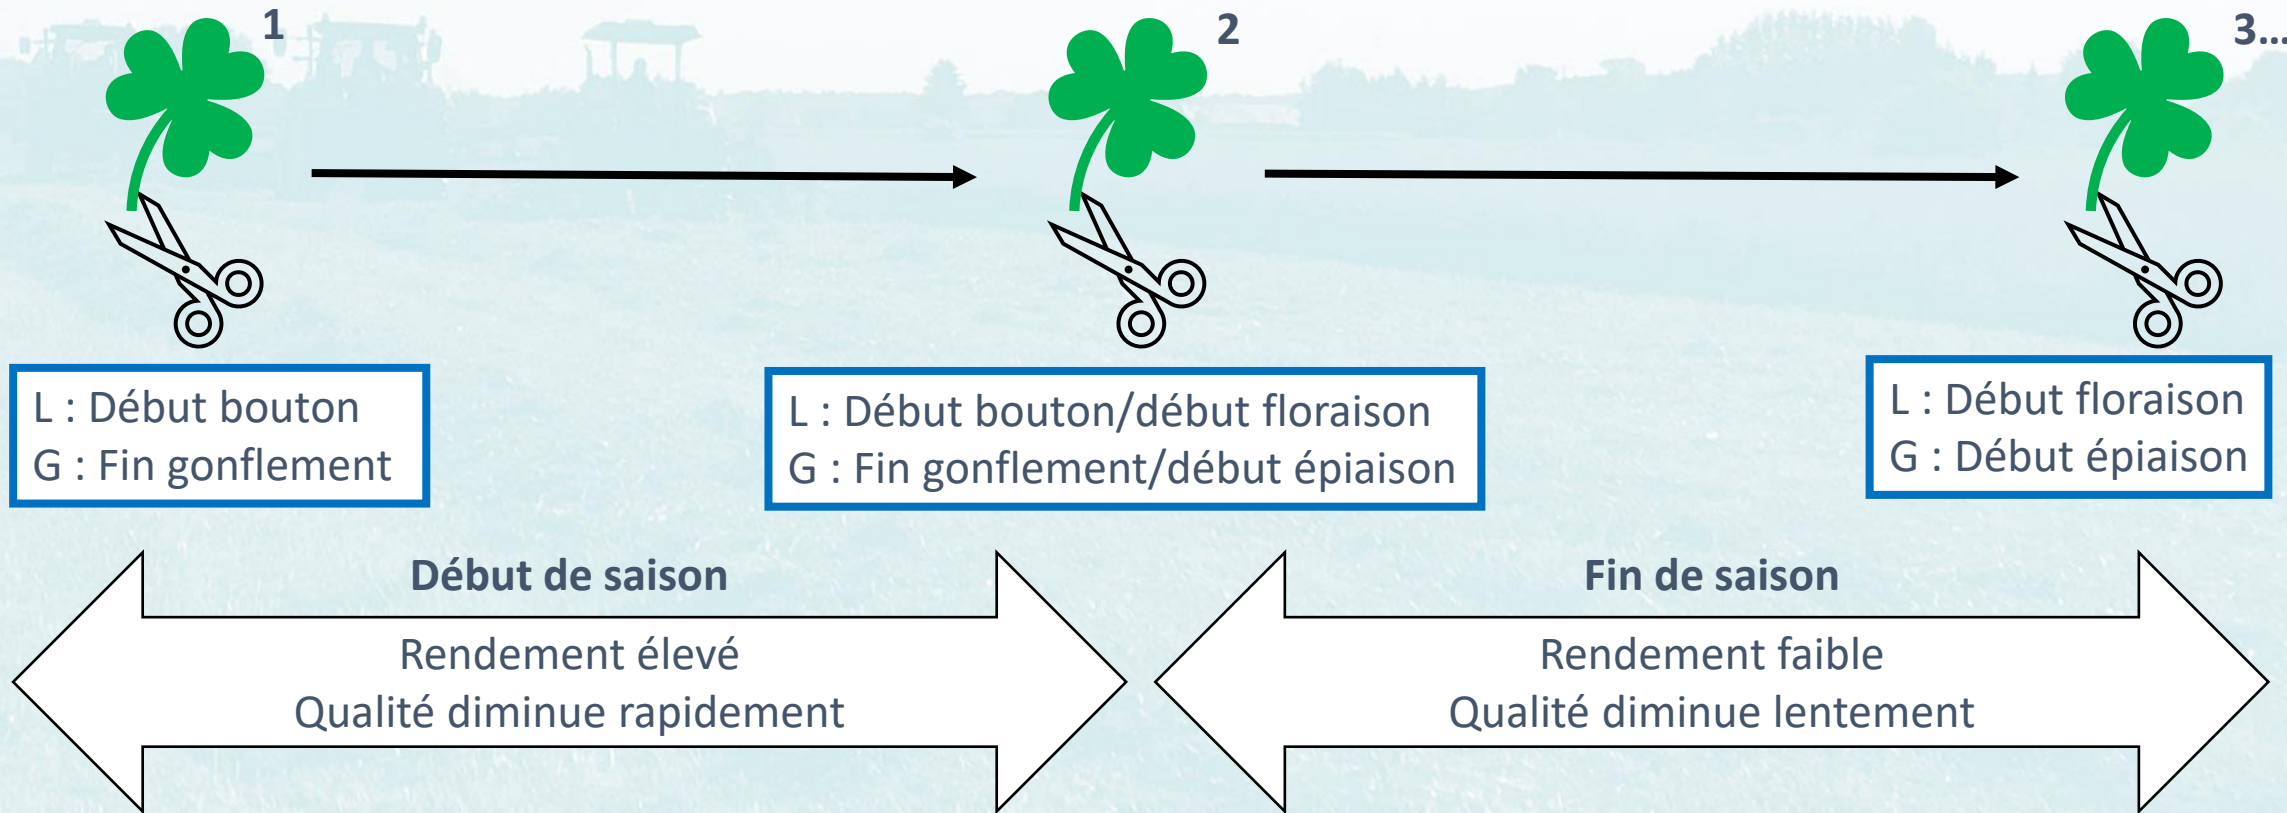 1
2
3...
L : Début bouton
G : Fin gonflement
L : Début bouton/début floraison
G : Fin gonflement/début épiaison
L : Début floraison
G : Début épiaison
Début de saison
Rendement élevé
Qualité diminue rapidement
Fin de saison
Rendement faible
Qualité diminue lentement